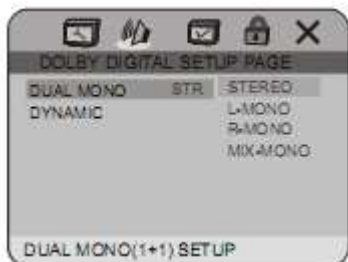 DOLBY DIGITAL SETUP PAGE
DUAL MONO STR STEREO
DYNAMIC L-MONO
R-MONO
MIX-MONO
DUAL MONO(1+1) SETUP